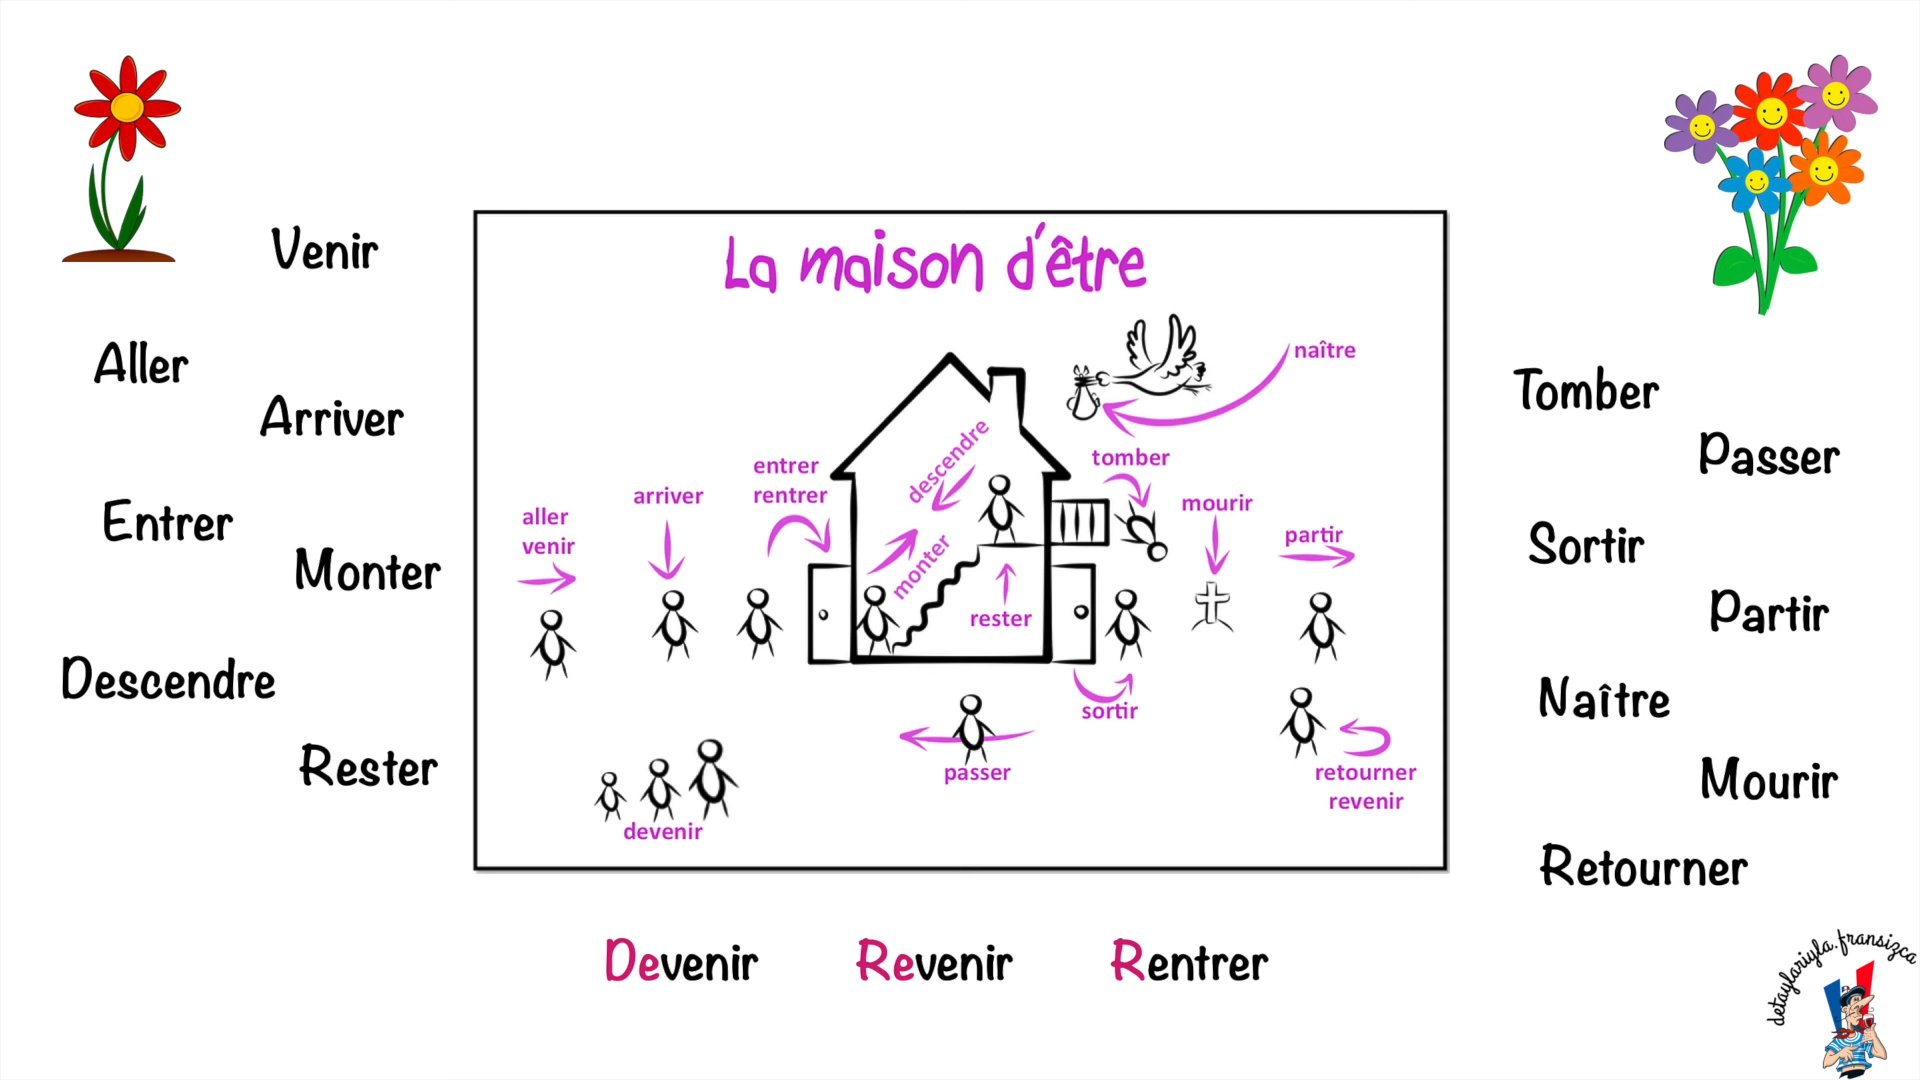 Venir
Aller
Arriver
Entrer
Monter
Descendre
Rester
La maison d'être
naître
descendre
tomber
entrer
rentrer
arriver
mourir
aller
venir
partir
monter
rester
sortir
passer
retourner
revenir
devenir
Tomber
Passer
Sortir
Partir
Naître
Mourir
Retourner
Devenir
Revenir
Rentrer
detaylariyla.fransizca